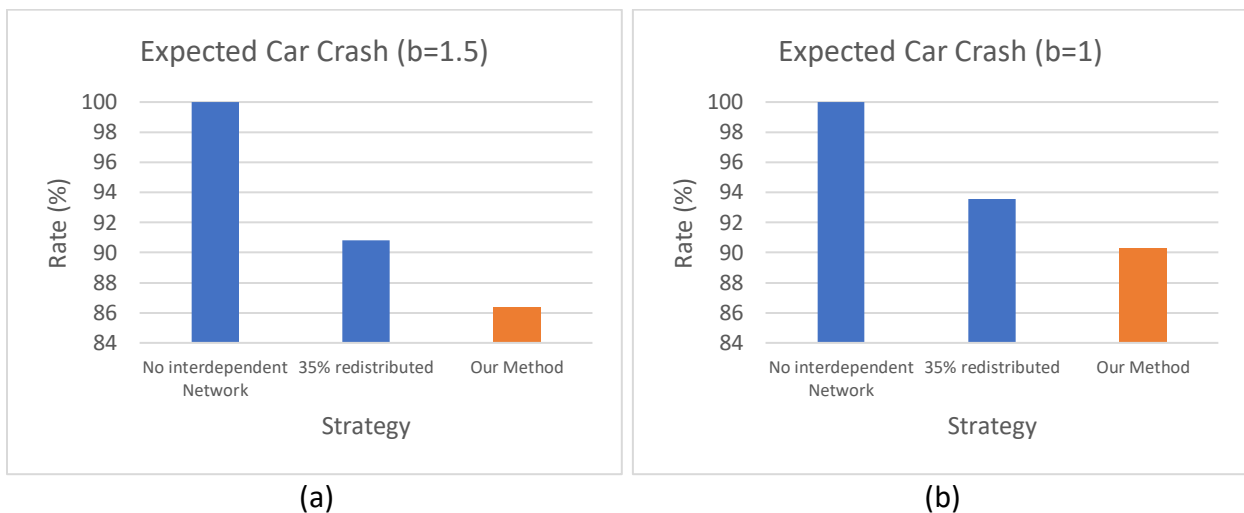 Expected Car Crash (b=1.5)
100
98
96
94
92
90
88
86
84
Rate (%)
No interdependent
Network
35% redistributed
Our Method
Strategy
(a)
Expected Car Crash (b=1)
100
98
96
94
92
90
88
86
84
Rate (%)
No interdependent
Network
35% redistributed
Our Method
Strategy
(b)